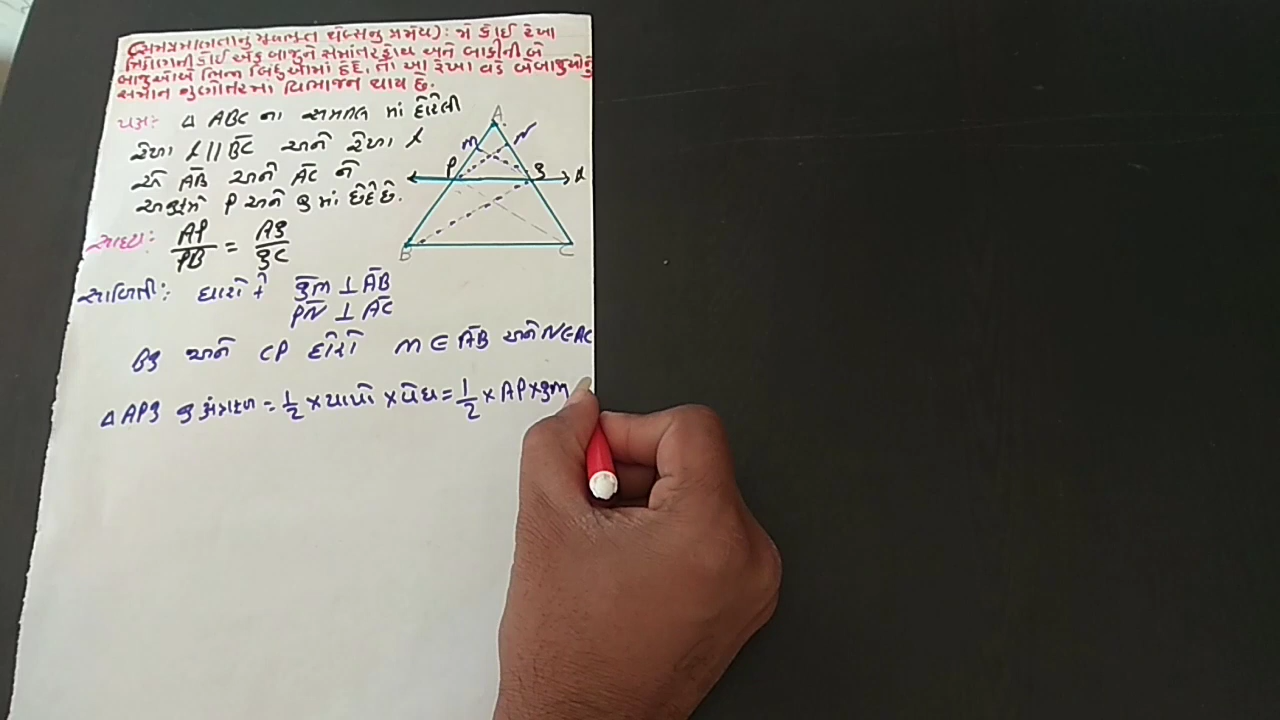 (સમપ્રમાણતાનું મૂળભૂત થેલ્સનુ પ્રમેય): જો કોઈ રેખા
ત્રિકોણની કોઈ એક બાજુને સમાંતર હોય અને બાકીની બે
બાજુઓને ભિન્ન બિંદુઓમાં છેદે, તો આ રેખા વડે બે બાજુઓનું
સમાન ગુણોતરમા વિભાજન થાય છે.
પક્ષ: △ ABC ના સમતલ માં દોરેલી
રેખા l || BC અને રેખા l
એ AB અને AC ને
અનુક્રમે P અને Q માં છેદે છે.
સાધ્ય: AP/PB = AQ/QC
સાબિતી: ધારો કે QM ⊥ AB
PN ⊥ AC
BQ અને CP દોરો M ∈ AB અને N ∈ AC
△ APQ નુ ક્ષેત્રફળ = 1/2 × પાયો × વેધ = 1/2 × AP × QM
A
M N
P Q l
B C